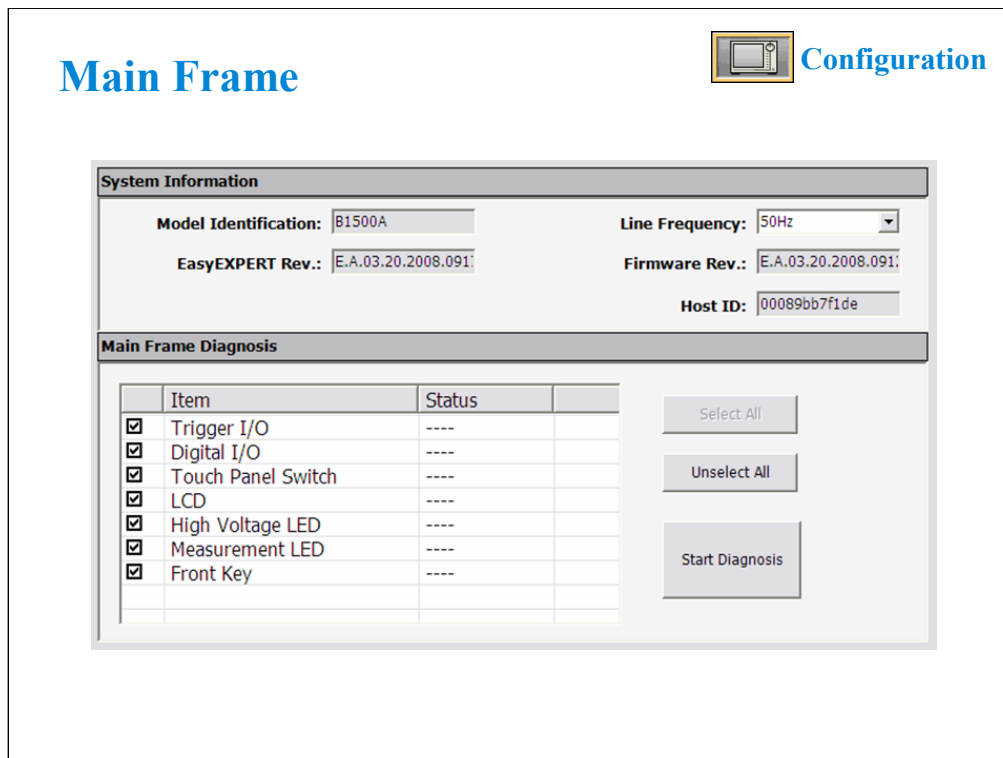 Main Frame
Configuration
System Information
Model Identification: B1500A
Line Frequency: 50Hz
EasyEXPERT Rev.: E.A.03.20.2008.091
Firmware Rev.: E.A.03.20.2008.091
Host ID: 00089bb7f1de
Main Frame Diagnosis
Item Status
Trigger I/O ----
Digital I/O ----
Touch Panel Switch ----
LCD ----
High Voltage LED ----
Measurement LED ----
Front Key ----
Select All
Unselect All
Start Diagnosis